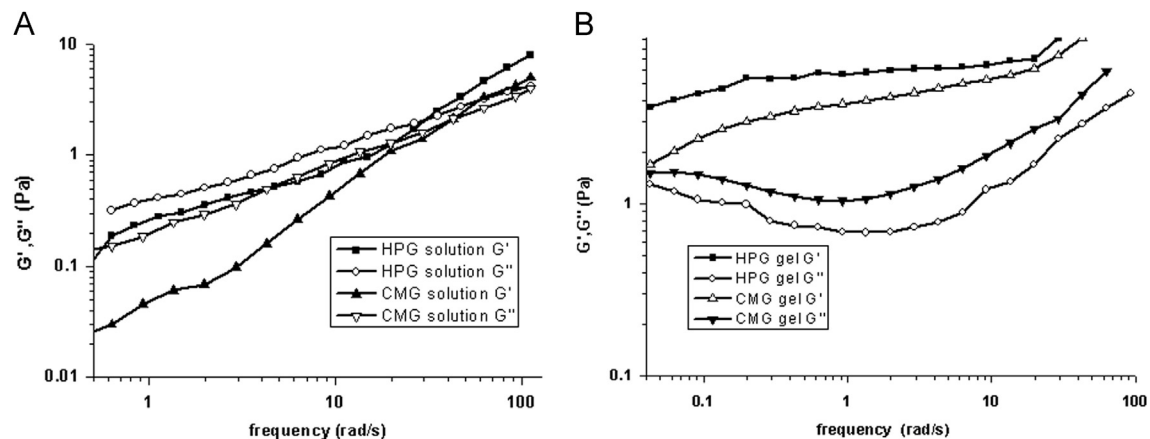 A
10
1
0.1
0.01
G',G'' (Pa)
HPG solution G'
HPG solution G''
CMG solution G'
CMG solution G''
1
10
100
frequency (rad/s)
B
1
0.1
G',G'' (Pa)
HPG gel G'
HPG gel G''
CMG gel G'
CMG gel G''
0.1
1
10
100
frequency (rad/s)